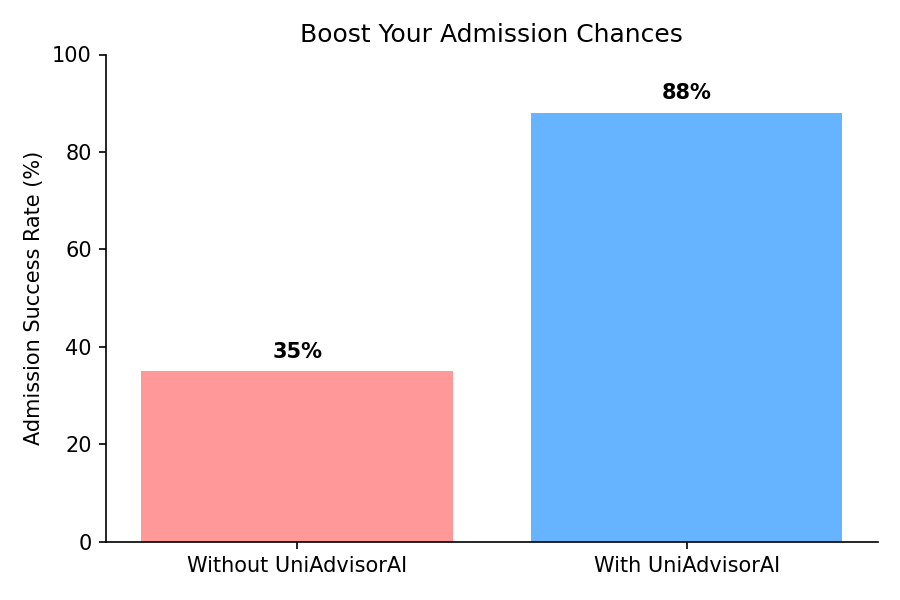 Boost Your Admission Chances
Admission Success Rate (%)
100
80
60
40
20
0
35%
88%
Without UniAdvisorAI
With UniAdvisorAI